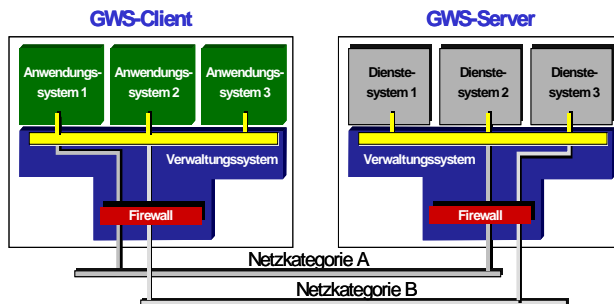 GWS-Client
GWS-Server
Anwendungs-
system 1
Anwendungs-
system 2
Anwendungs-
system 3
Dienste-
system 1
Dienste-
system 2
Dienste-
system 3
Verwaltungssystem
Verwaltungssystem
Firewall
Firewall
Netzkategorie A
Netzkategorie B